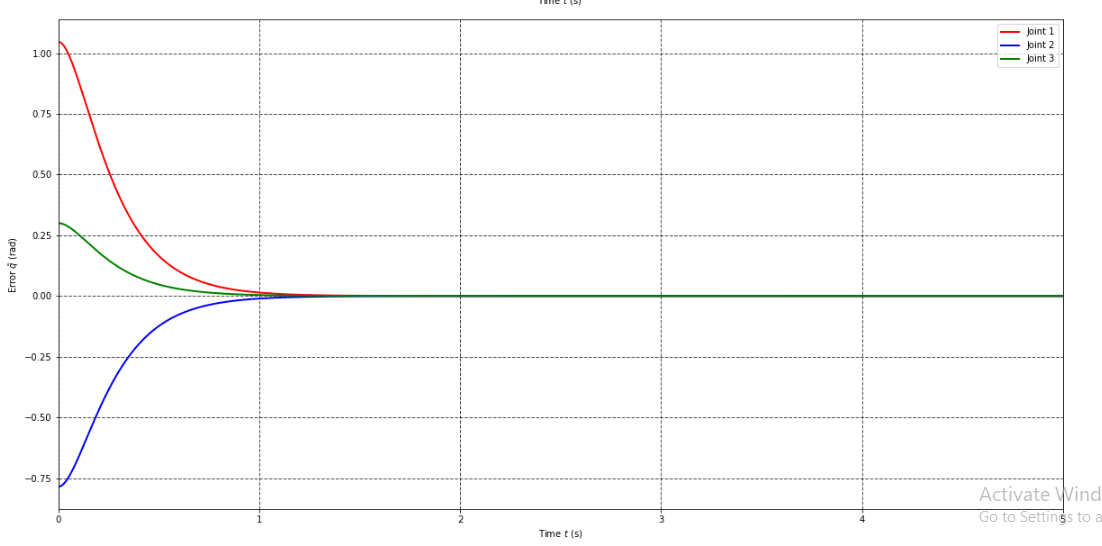 Time t (s)
1.00
0.75
0.50
0.25
0.00
−0.25
−0.50
−0.75
Error q̃ (rad)
Joint 1
Joint 2
Joint 3
0 1 2 3 4 5
Time t (s)
Activate Wind
Go to Settings to a